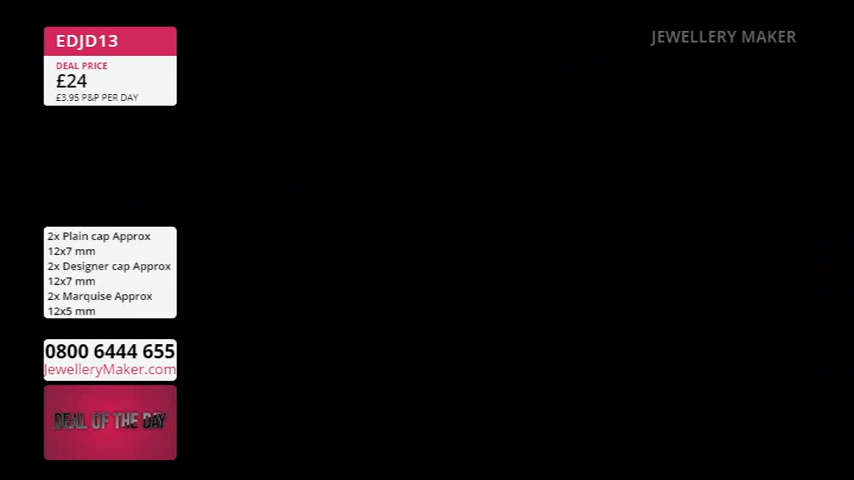 EDJD13
JEWELLERY MAKER
DEAL PRICE
£24
£3.95 P&P PER DAY
2x Plain cap Approx
12x7 mm
2x Designer cap Approx
12x7 mm
2x Marquise Approx
12x5 mm
0800 6444 655
JewelleryMaker.com
DEAL OF THE DAY